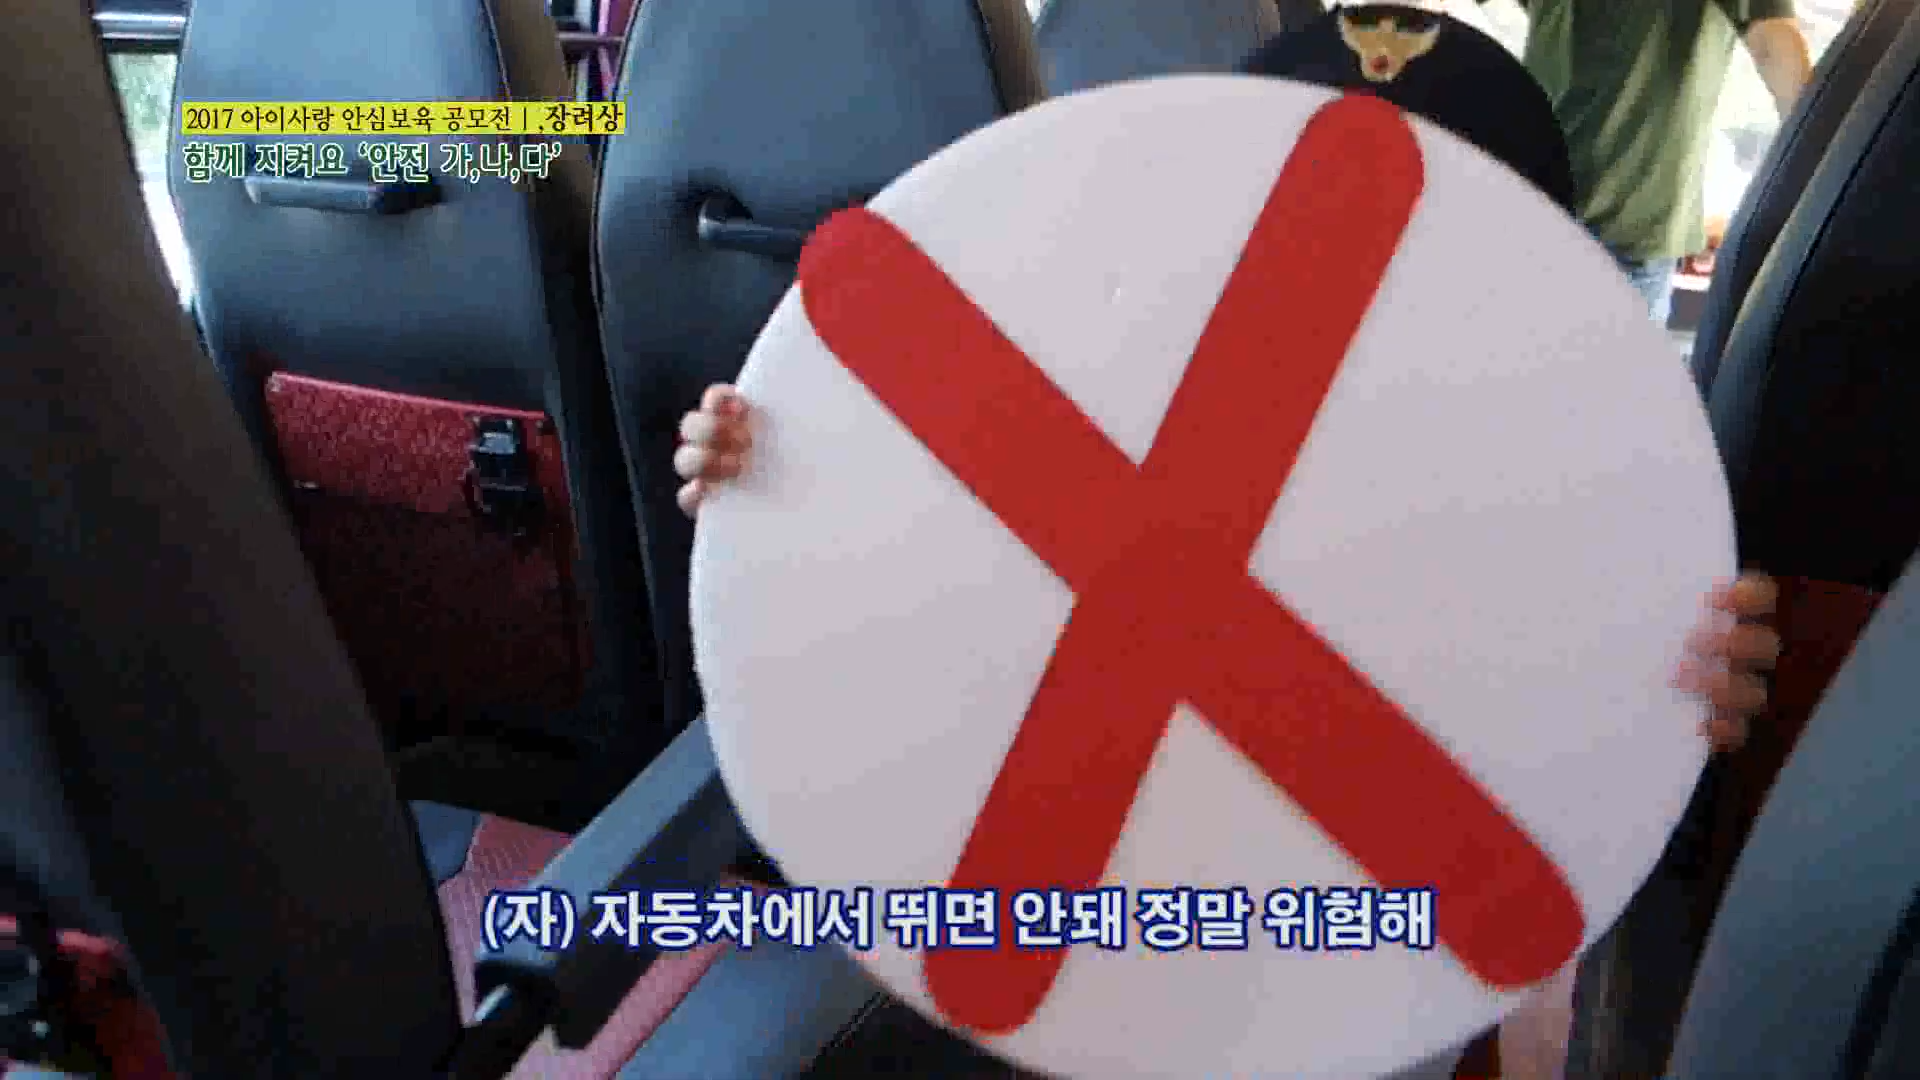 2017 아이사랑 안심보육 공모전 | 장려상
함께 지켜요 ‘안전 가,나,다’
(자) 자동차에서 뛰면 안돼 정말 위험해